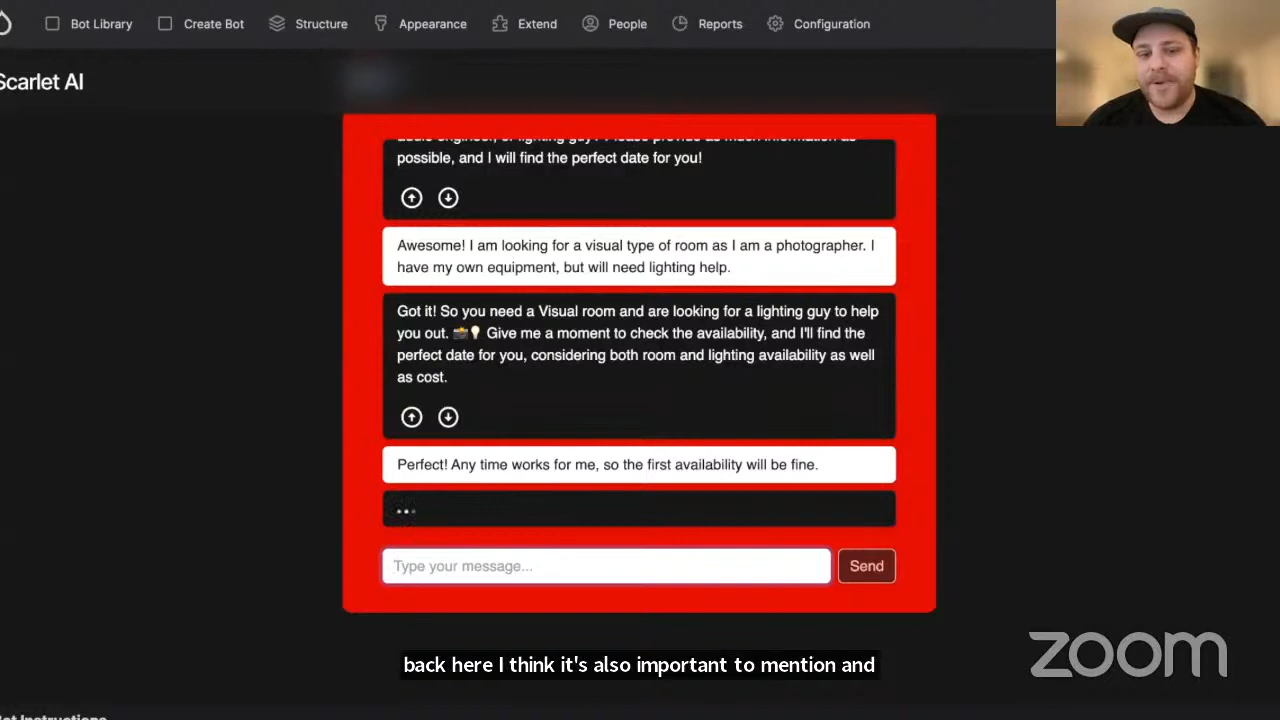 Bot Library Create Bot Structure Appearance Extend People Reports Configuration
Scarlet AI
possible, and I will find the perfect date for you!
Awesome! I am looking for a visual type of room as I am a photographer. I
have my own equipment, but will need lighting help.
Got it! So you need a Visual room and are looking for a lighting guy to help
you out. 📸💡 Give me a moment to check the availability, and I'll find the
perfect date for you, considering both room and lighting availability as well
as cost.
Perfect! Any time works for me, so the first availability will be fine.
Type your message...
Send
back here I think it's also important to mention and
zoom